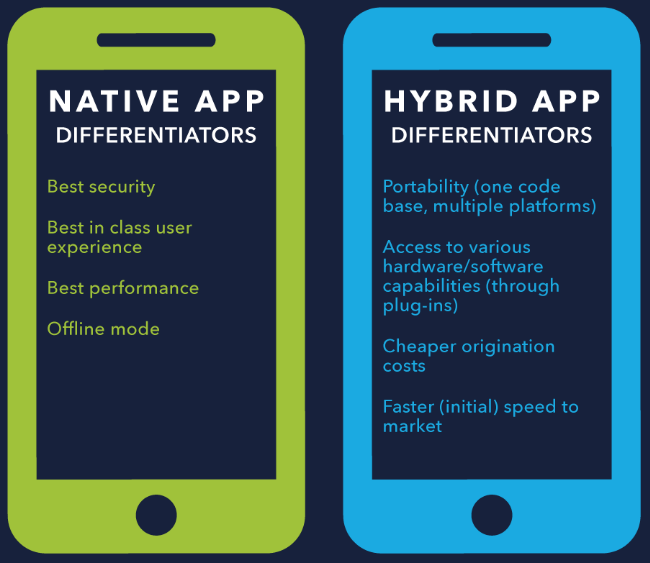 NATIVE APP
DIFFERENTIATORS
Best security
Best in class user
experience
Best performance
Offline mode
HYBRID APP
DIFFERENTIATORS
Portability (one code
base, multiple platforms)
Access to various
hardware/software
capabilities (through
plug-ins)
Cheaper origination
costs
Faster (initial) speed to
market